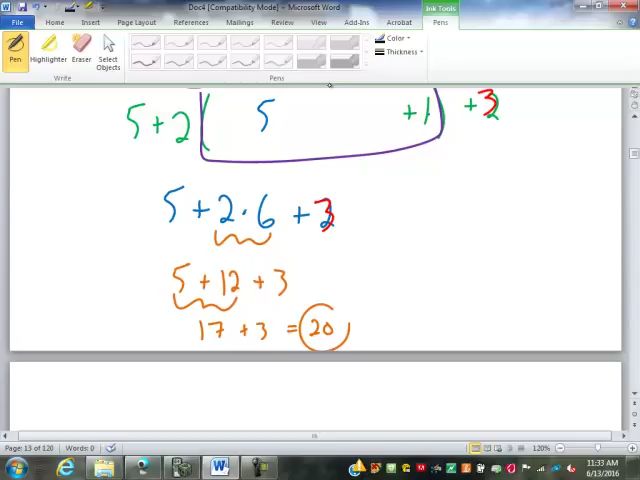 Doc4 [Compatibility Mode] - Microsoft Word
Ink Tools
File Home Insert Page Layout References Mailings Review View Add-Ins Acrobat Pens
Pen Highlighter Eraser Select Objects
Color
Thickness
Write Pens
5+2( 5 +1) +3
5 + 2 · 6 + 3
5 + 12 + 3
17 + 3 = 20
Page: 13 of 120 Words: 0 120%
11:33 AM
6/13/2016